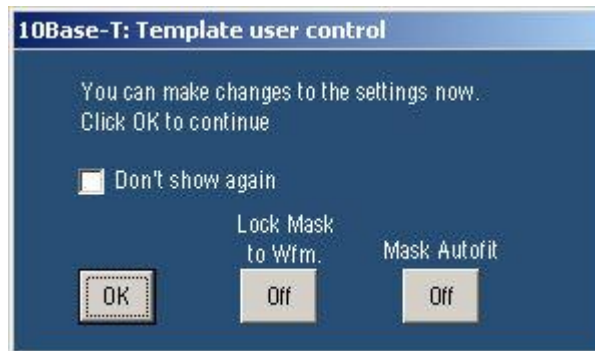 10Base-T: Template user control
You can make changes to the settings now.
Click OK to continue
Don't show again
Lock Mask
to Wfm.
Mask Autofit
OK
Off
Off